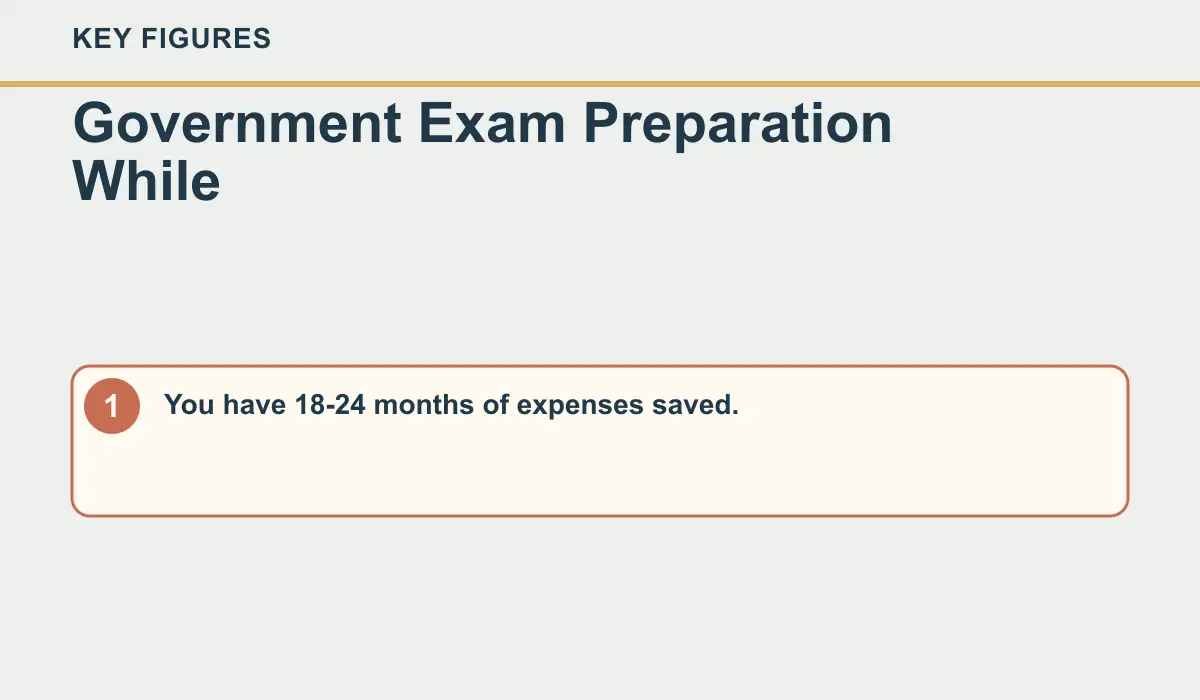 KEY FIGURES
Government Exam Preparation
While
1
You have 18-24 months of expenses saved.